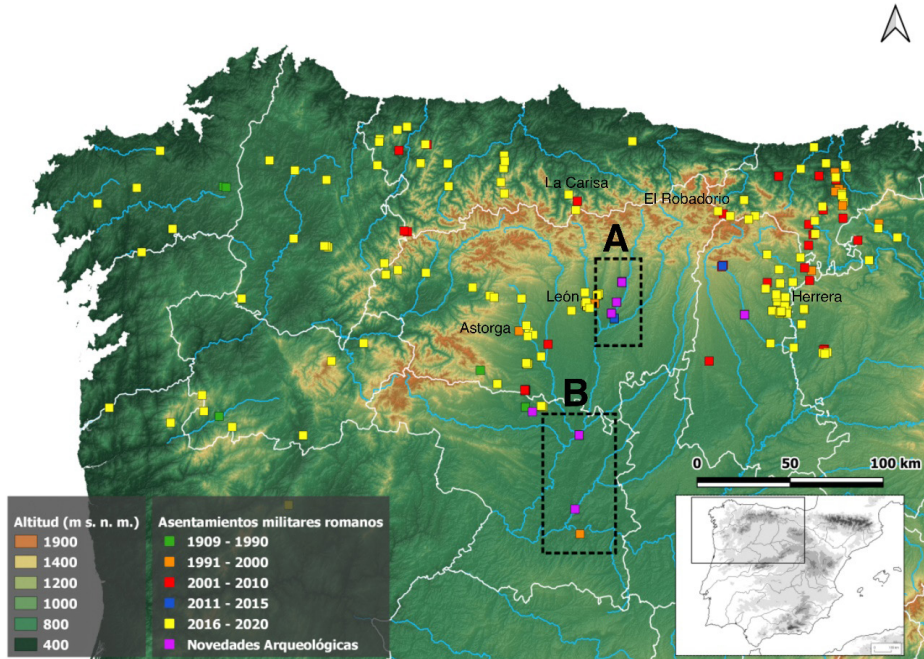 La Carisa
El Robadorio
A
León
Herrera
Astorga
B
0 50 100 km
Altitud (m s. n. m.)
1900
1400
1200
1000
800
400
Asentamientos militares romanos
1909 - 1990
1991 - 2000
2001 - 2010
2011 - 2015
2016 - 2020
Novedades Arqueológicas